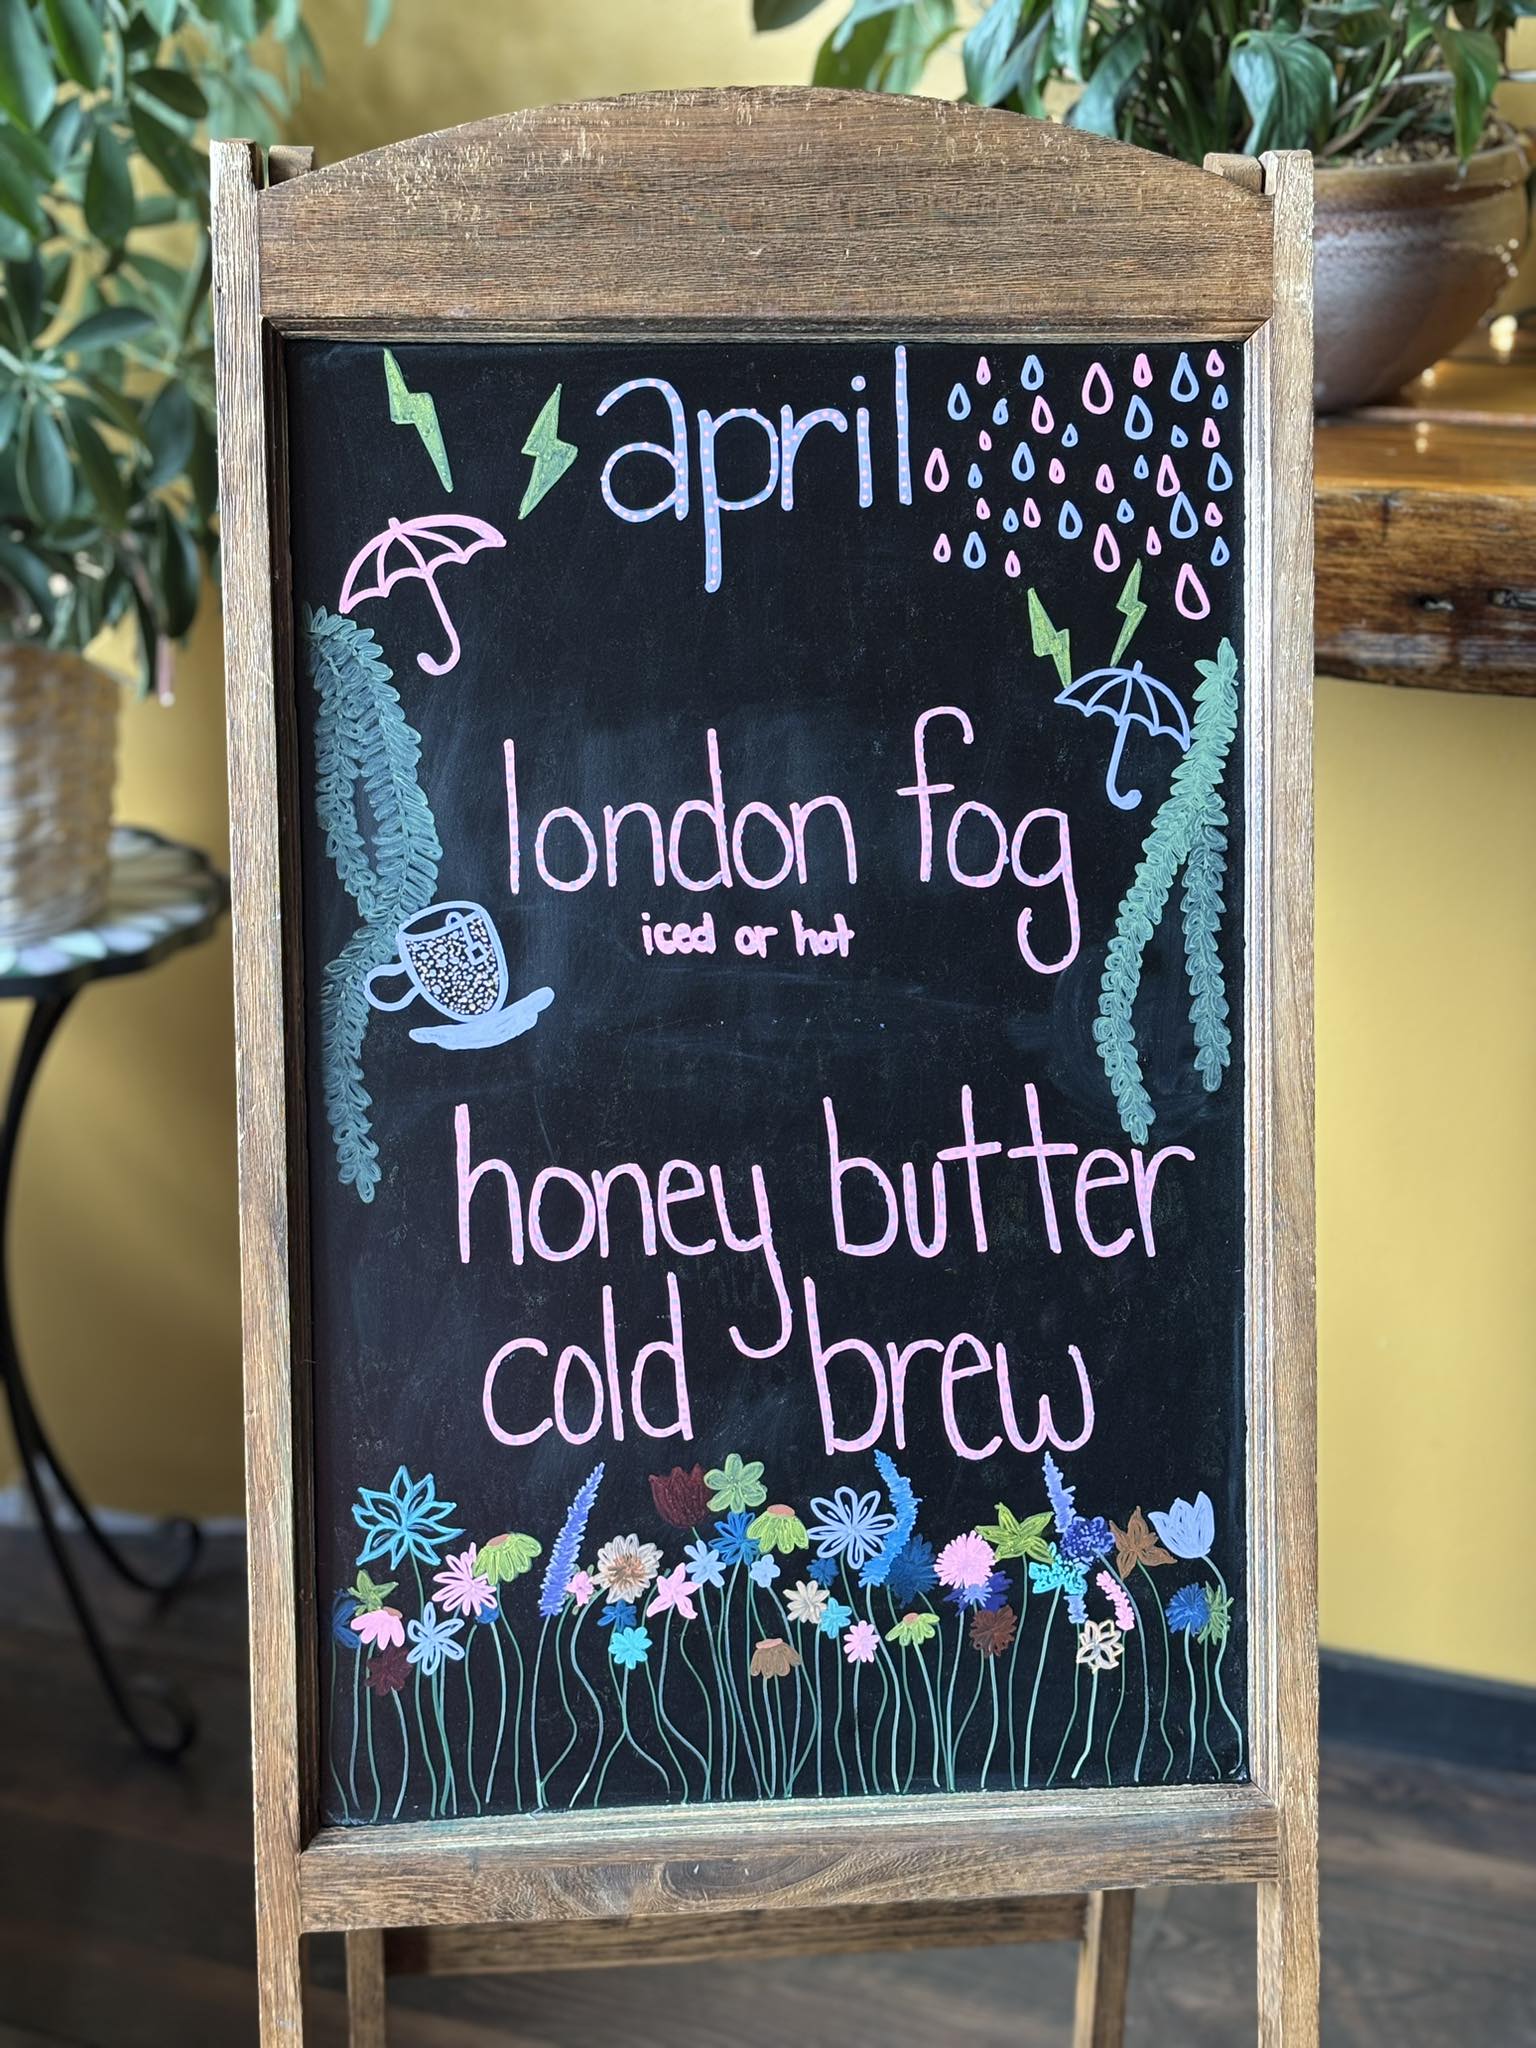 april
london fog
iced or hot
honey butter
cold brew